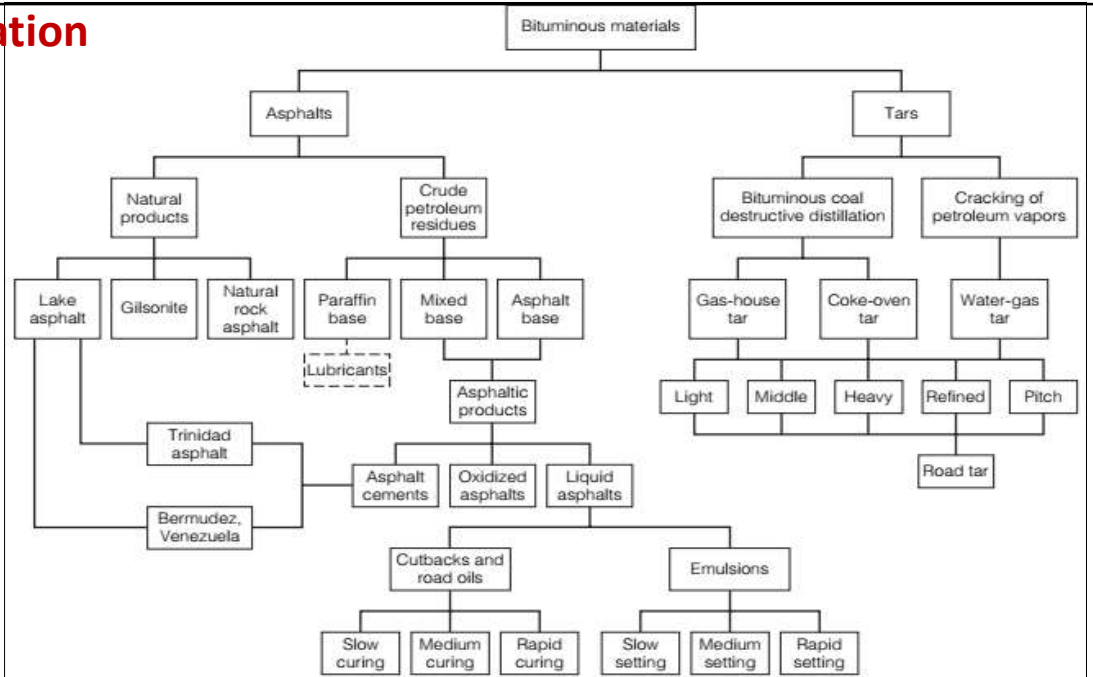 ation
Bituminous materials
Asphalts
Tars
Natural
products
Crude
petroleum
residues
Bituminous coal
destructive distillation
Cracking of
petroleum vapors
Lake
asphalt
Gilsonite
Natural
rock
asphalt
Paraffin
base
Mixed
base
Asphalt
base
Gas-house
tar
Coke-oven
tar
Water-gas
tar
Lubricants
Asphaltic
products
Light
Middle
Heavy
Refined
Pitch
Trinidad
asphalt
Asphalt
cements
Oxidized
asphalts
Liquid
asphalts
Road tar
Bermudez,
Venezuela
Cutbacks and
road oils
Emulsions
Slow
curing
Medium
curing
Rapid
curing
Slow
setting
Medium
setting
Rapid
setting